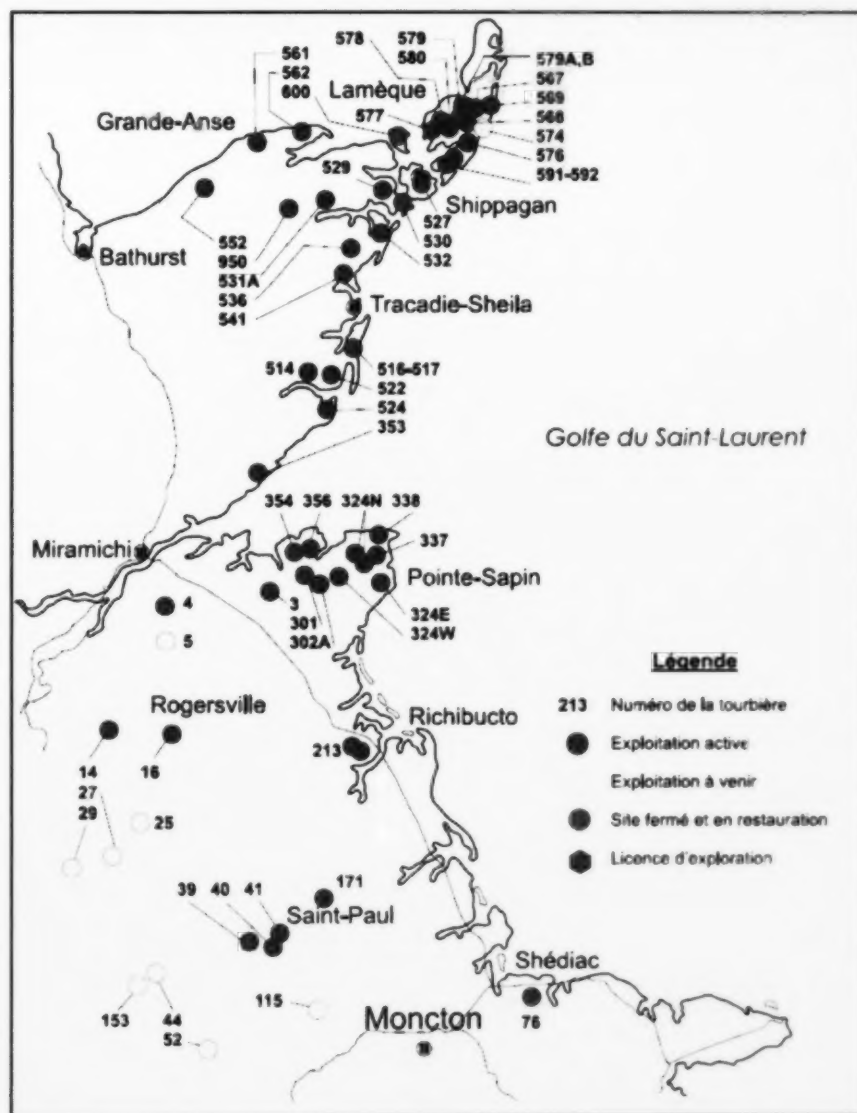 561
562
600
578
579
580
579A,B
567
569
568
574
576
591-592
Lamèque
577
Grande-Anse
529
527
530
532
Shippagan
552
950
531A
536
541
Bathurst
Tracadie-Sheila
514
516-517
522
524
353
Golfe du Saint-Laurent
354
356
324N
338
337
Miramichi
Pointe-Sapin
3
301
302A
324E
324W
4
5
Légende
213 Numéro de la tourbière
Exploitation active
Exploitation à venir
Site fermé et en restauration
Licence d'exploration
Rogersville
Richibucto
213
14
16
27
29
25
171
39
40
41
Saint-Paul
Shédiac
76
153
44
52
115
Moncton